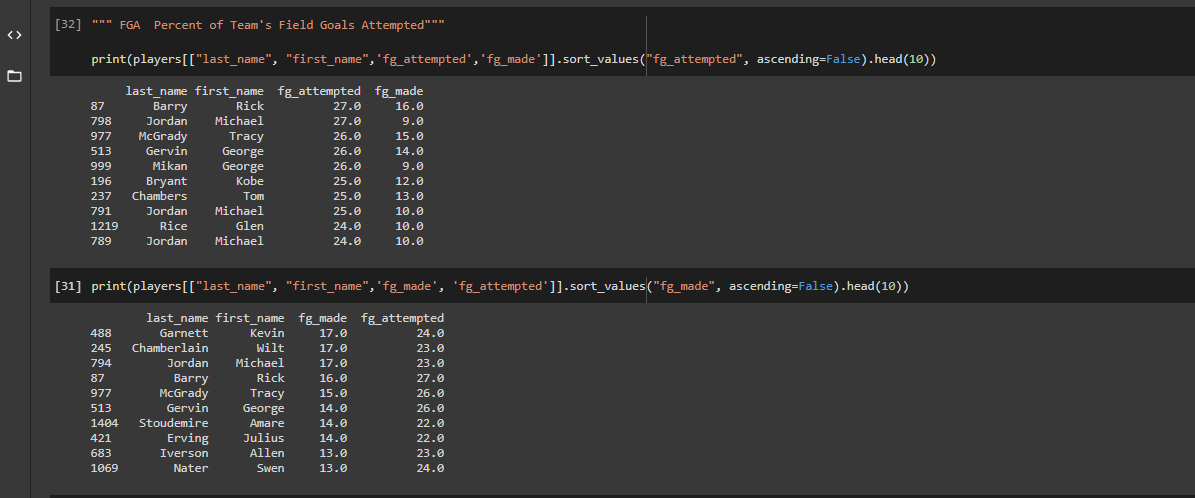 [32] """ FGA  Percent of Team's Field Goals Attempted"""
print(players[["last_name", "first_name",'fg_attempted','fg_made']].sort_values("fg_attempted", ascending=False).head(10))
last_name first_name fg_attempted fg_made
87 Barry Rick 27.0 16.0
798 Jordan Michael 27.0 9.0
977 McGrady Tracy 26.0 15.0
513 Gervin George 26.0 14.0
999 Mikan George 26.0 9.0
196 Bryant Kobe 25.0 12.0
237 Chambers Tom 25.0 13.0
791 Jordan Michael 25.0 10.0
1219 Rice Glen 24.0 10.0
789 Jordan Michael 24.0 10.0
[31] print(players[["last_name", "first_name",'fg_made', 'fg_attempted']].sort_values("fg_made", ascending=False).head(10))
last_name first_name fg_made fg_attempted
488 Garnett Kevin 17.0 24.0
245 Chamberlain Wilt 17.0 23.0
794 Jordan Michael 17.0 23.0
87 Barry Rick 16.0 27.0
977 McGrady Tracy 15.0 26.0
513 Gervin George 14.0 26.0
1404 Stoudemire Amare 14.0 22.0
421 Erving Julius 14.0 22.0
683 Iverson Allen 13.0 23.0
1069 Nater Swen 13.0 24.0